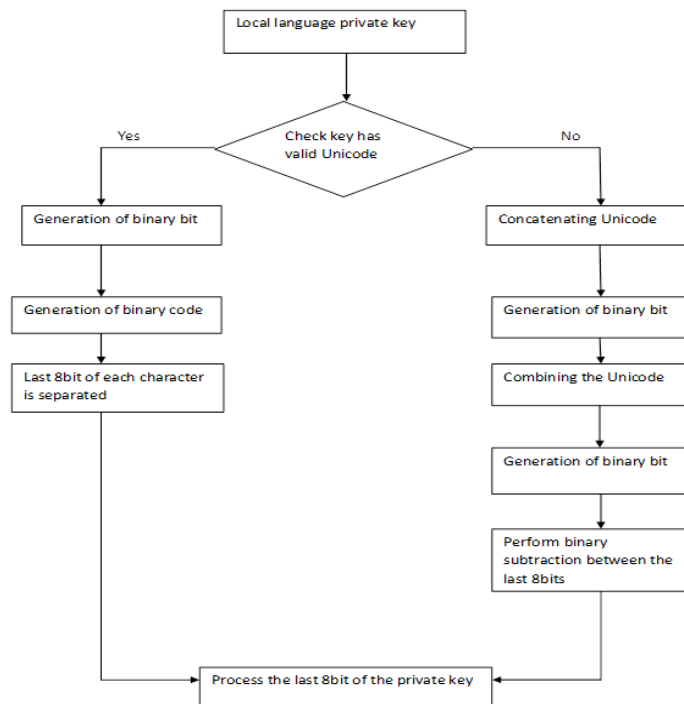 Local language private key
Check key has
valid Unicode
Yes
No
Generation of binary bit
Generation of binary code
Last 8bit of each character
is separated
Concatenating Unicode
Generation of binary bit
Combining the Unicode
Generation of binary bit
Perform binary
subtraction between the
last 8bits
Process the last 8bit of the private key